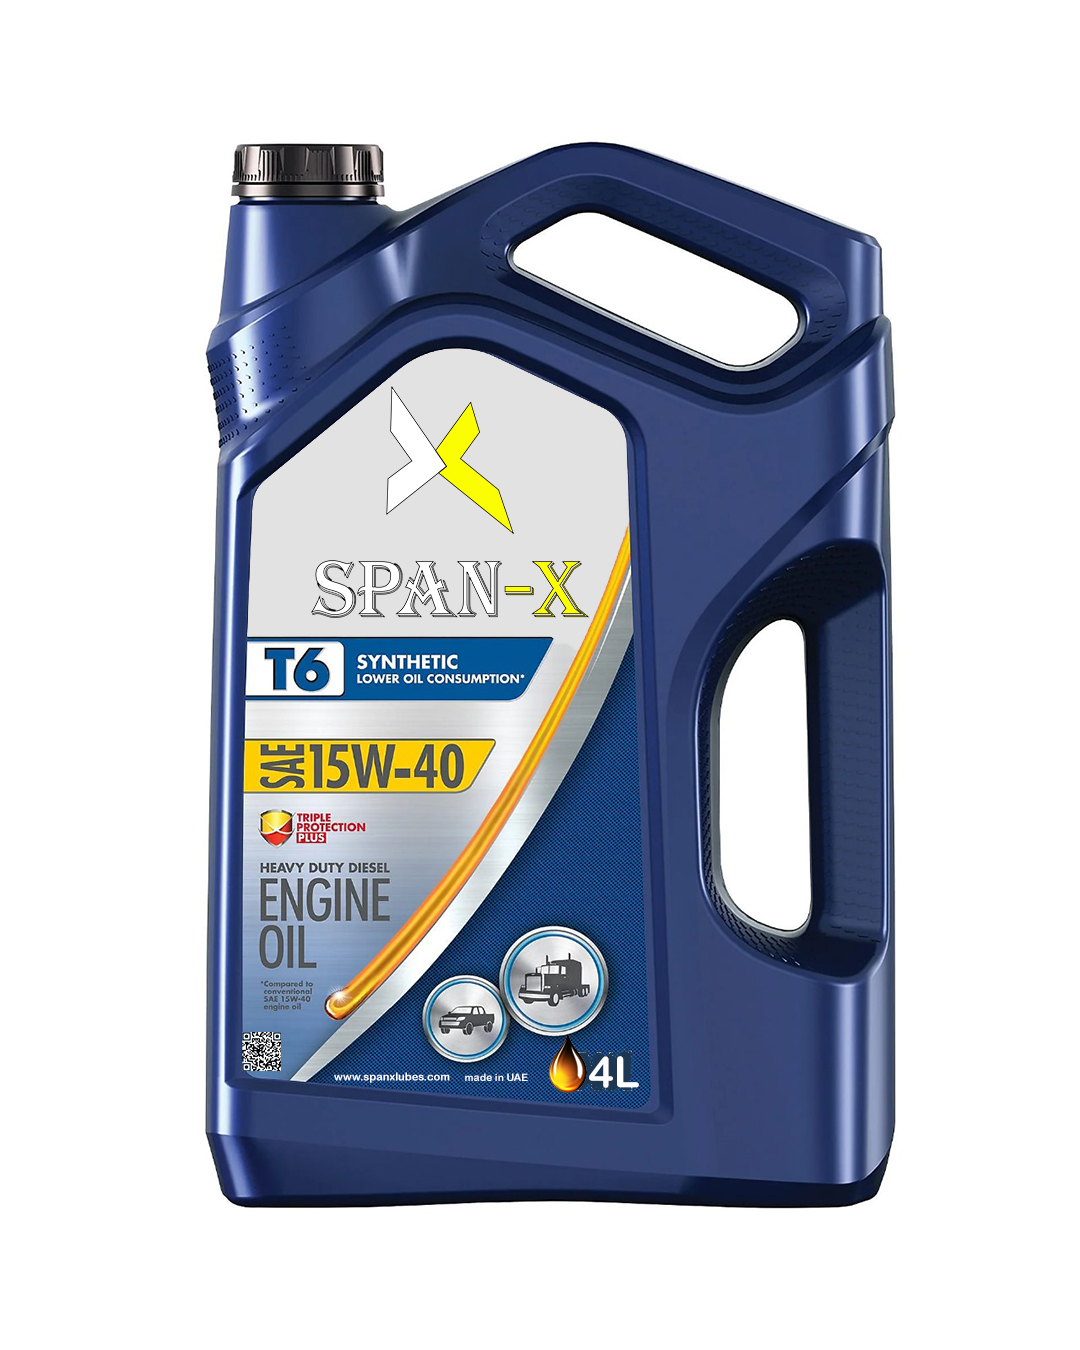 SPAN-X
T6
SYNTHETIC
LOWER OIL CONSUMPTION*
SAE 15W-40
TRIPLE
PROTECTION
PLUS
HEAVY DUTY DIESEL
ENGINE
OIL
*Compared to
conventional
SAE 15W-40
engine oil
www.spanxlubes.com made in UAE
4L